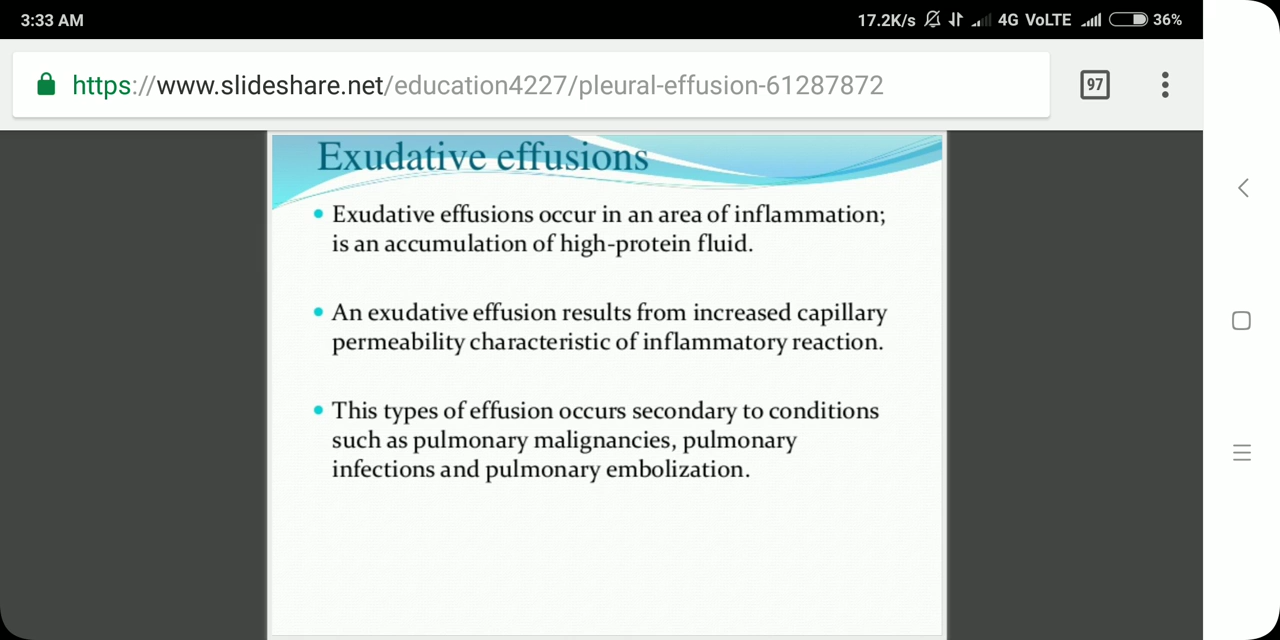 3:33 AM
17.2K/s 4G VoLTE 36%
https://www.slideshare.net/education4227/pleural-effusion-61287872
97
Exudative effusions
• Exudative effusions occur in an area of inflammation;
is an accumulation of high-protein fluid.
• An exudative effusion results from increased capillary
permeability characteristic of inflammatory reaction.
• This types of effusion occurs secondary to conditions
such as pulmonary malignancies, pulmonary
infections and pulmonary embolization.